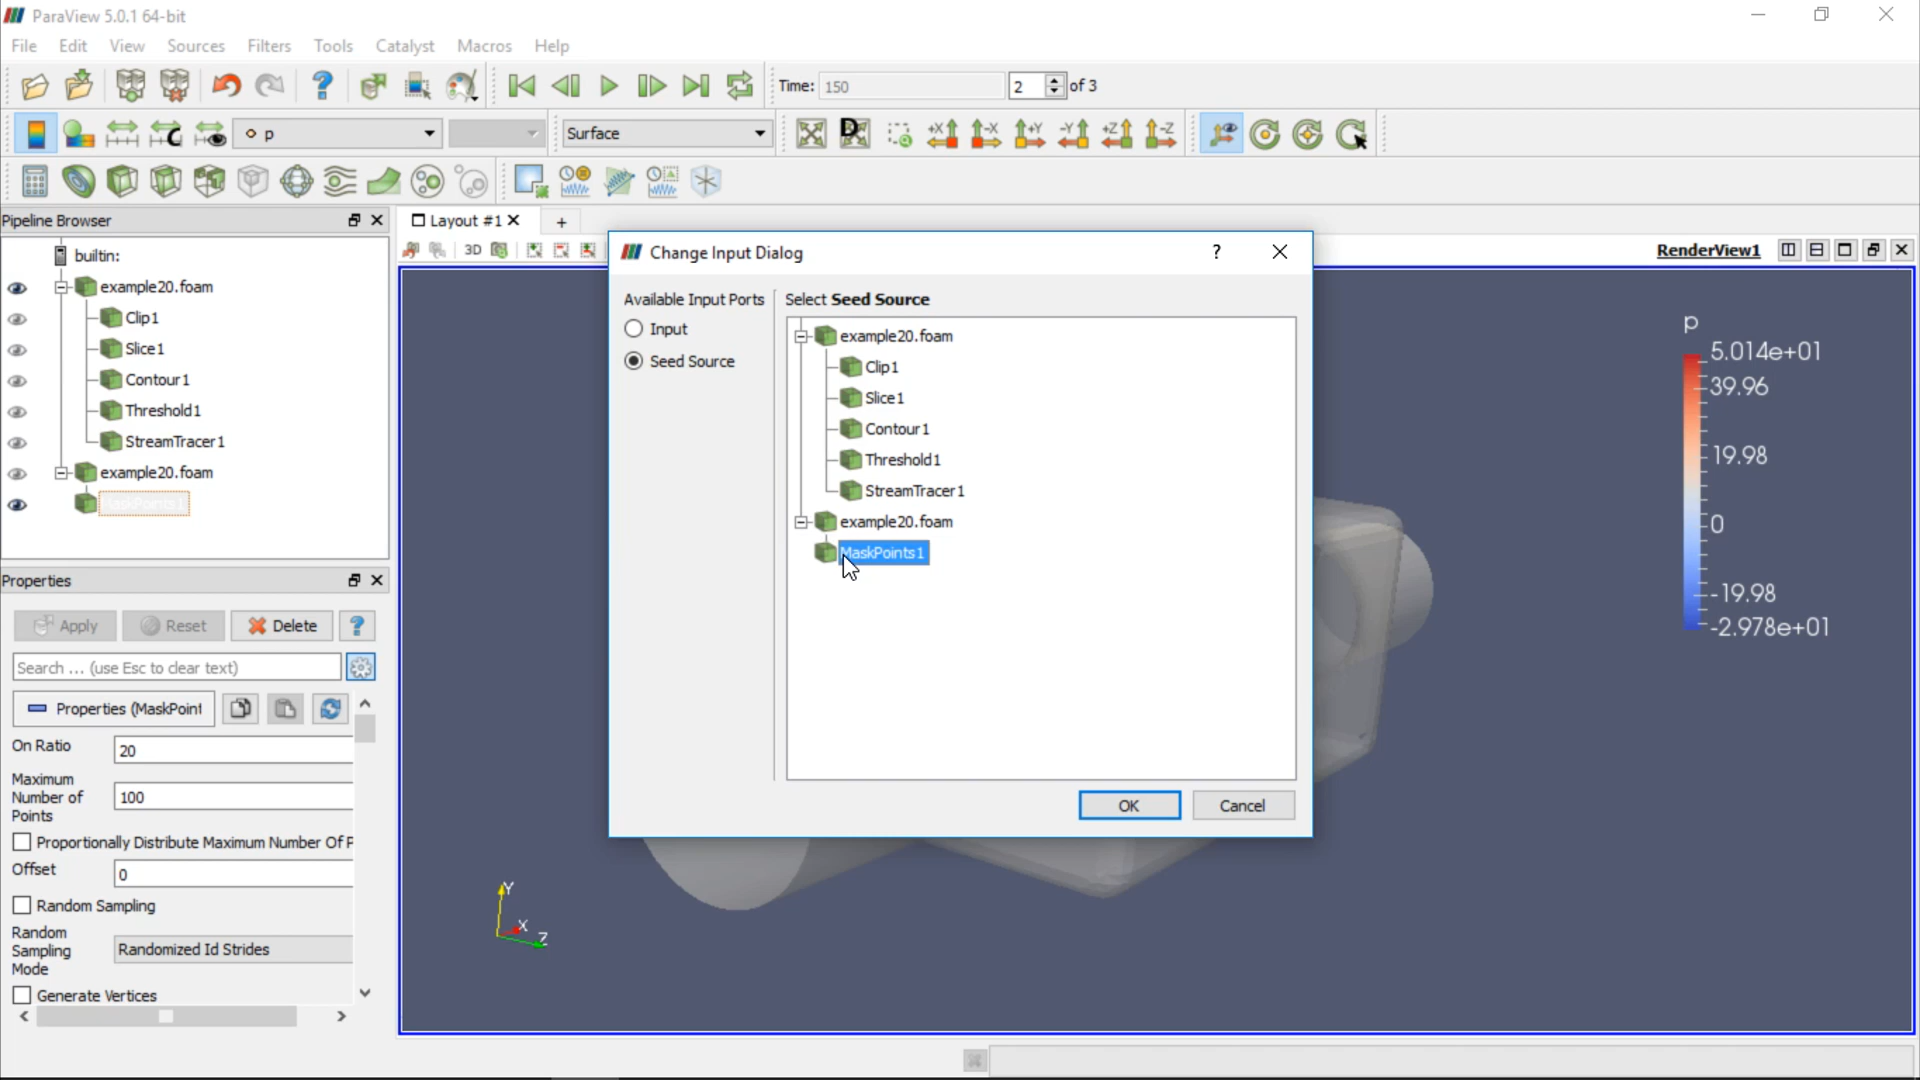 ParaView 5.0.1 64-bit
File Edit View Sources Filters Tools Catalyst Macros Help
Time: 150 2 of 3
p Surface
+X -X +Y -Y +Z -Z
Pipeline Browser
Layout #1 +
builtin:
3D
RenderView1
example20.foam
Clip1
Slice1
Contour1
Threshold1
StreamTracer1
example20.foam
Change Input Dialog ?
Available Input Ports
Input
Seed Source
Select Seed Source
example20.foam
Clip1
Slice1
Contour1
Threshold1
StreamTracer1
example20.foam
MaskPoints1
OK Cancel
p
5.014e+01
39.96
19.98
0
-19.98
-2.978e+01
Properties
Apply Reset Delete ?
Search ... (use Esc to clear text)
Properties (MaskPoint
On Ratio 20
Maximum
Number of
Points
100
Proportionally Distribute Maximum Number Of P
Offset 0
Random Sampling
Random
Sampling
Mode
Randomized Id Strides
Generate Vertices
Y
X
Z